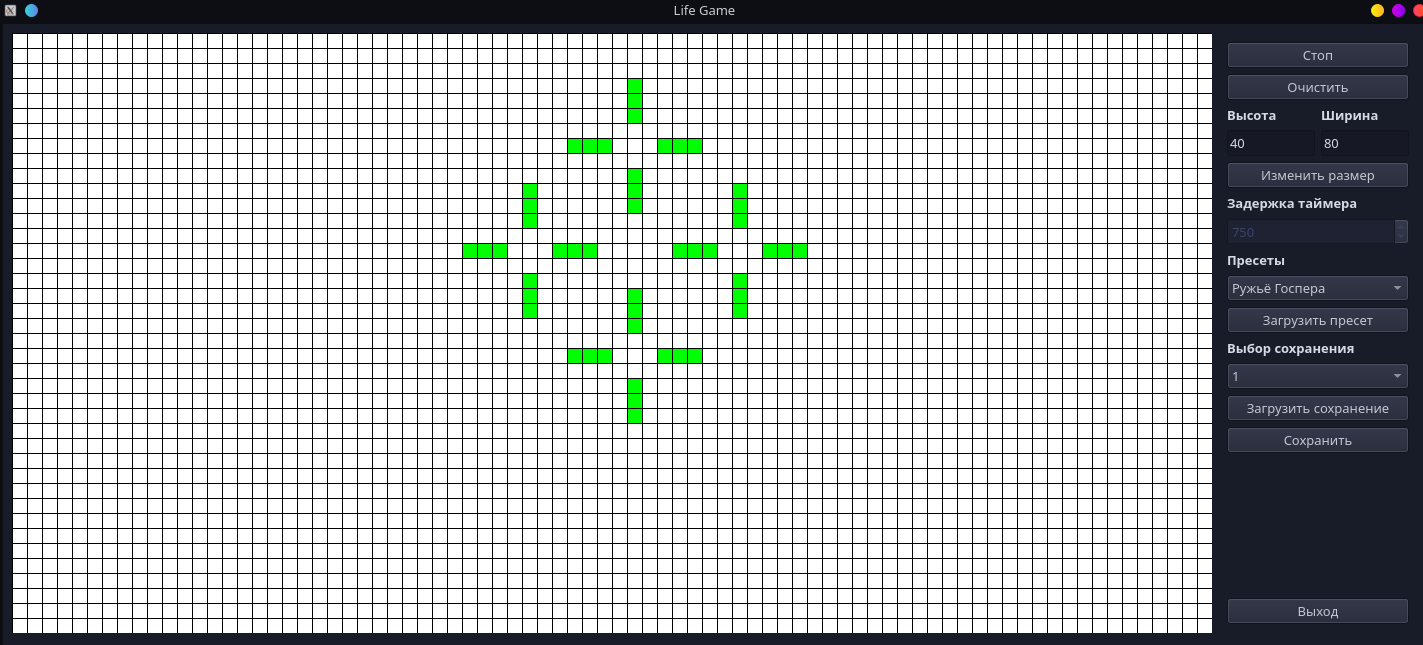 Life Game
Стоп
Очистить
Высота Ширина
40 80
Изменить размер
Задержка таймера
750
Пресеты
Ружьё Госпера
Загрузить пресет
Выбор сохранения
1
Загрузить сохранение
Сохранить
Выход